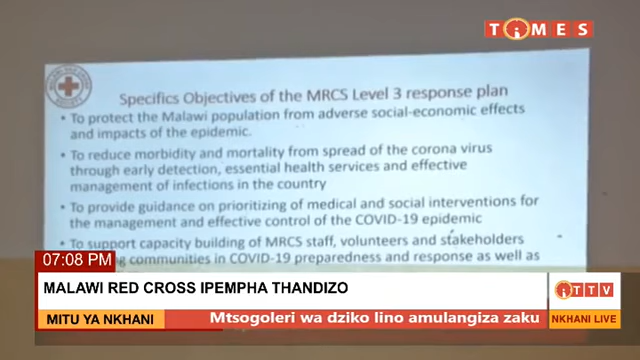 TIMES
Specifics Objectives of the MRCS Level 3 response plan
• To protect the Malawi population from adverse social-economic effects
and impacts of the epidemic.
• To reduce morbidity and mortality from spread of the corona virus
through early detection, essential health services and effective
management of infections in the country
• To provide guidance on prioritizing of medical and social interventions for
the management and effective control of the COVID-19 epidemic
• To support capacity building of MRCS staff, volunteers and stakeholders
communities in COVID-19 preparedness and response as well as
07:08 PM
MALAWI RED CROSS IPEMPHA THANDIZO
TTV
MITU YA NKHANI
Mtsogoleri wa dziko lino amulangiza zaku
NKHANI LIVE